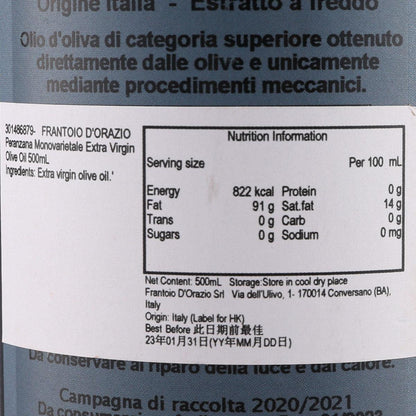 Origine Italia - Estratto a freddo
Olio d'oliva di categoria superiore ottenuto
direttamente dalle olive e unicamente
mediante procedimenti meccanici.
301486879- FRANTOIO D'ORAZIO
Peranzana Monovarietale Extra Virgin
Olive Oil 500mL
Ingredients: Extra virgin olive oil.'
Nutrition Information
Serving size Per 100 mL
Energy 822 kcal Protein 0 g
Fat 91 g Sat.fat 14 g
Trans 0 g Carb 0 g
Sugars 0 g Sodium 0 mg
Net Content: 500mL Storage:Store in cool dry place
Frantoio D'Orazio Srl Via dell'Ulivo, 1- 170014 Conversano (BA),
Italy
Origin: Italy (Label for HK)
Best Before 此日期前最佳
23年01月31日(YY年MM月DD日)
Da conservare al riparo della luce e dal calore.
Campagna di raccolta 2020/2021